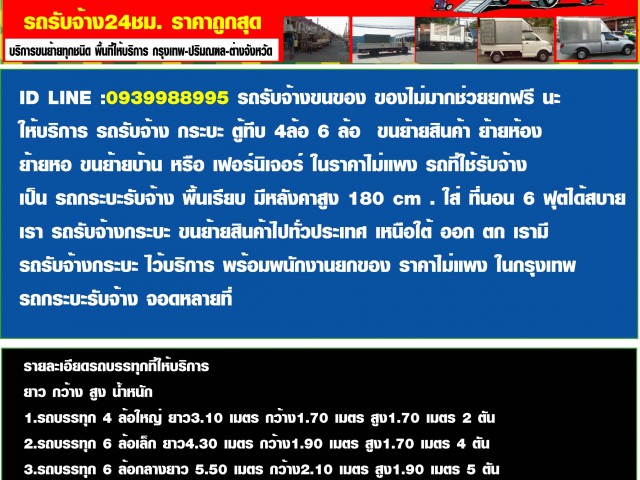 รถรับจ้าง24ชม. ราคาถูกสุด
บริการขนย้ายทุกชนิด พื้นที่ให้บริการ กรุงเทพ-ปริมณฑล-ต่างจังหวัด
ID LINE :0939988995 รถรับจ้างขนของ ของไม่มากช่วยยกฟรี นะ
ให้บริการ รถรับจ้าง กระบะ ตู้ทึบ 4ล้อ 6 ล้อ ขนย้ายสินค้า ย้ายห้อง
ย้ายหอ ขนย้ายบ้าน หรือ เฟอร์นิเจอร์ ในราคาไม่แพง รถที่ใช้รับจ้าง
เป็น รถกระบะรับจ้าง พื้นเรียบ มีหลังคาสูง 180 cm . ใส่ ที่นอน 6 ฟุตได้สบาย
เรา รถรับจ้างกระบะ ขนย้ายสินค้าไปทั่วประเทศ เหนือใต้ ออก ตก เรามี
รถรับจ้างกระบะ ไว้บริการ พร้อมพนักงานยกของ ราคาไม่แพง ในกรุงเทพ
รถกระบะรับจ้าง จอดหลายที่
รายละเอียดรถบรรทุกที่ให้บริการ
ยาว กว้าง สูง น้ำหนัก
1.รถบรรทุก 4 ล้อใหญ่ ยาว3.10 เมตร กว้าง1.70 เมตร สูง1.70 เมตร 2 ตัน
2.รถบรรทุก 6 ล้อเล็ก ยาว4.30 เมตร กว้าง1.90 เมตร สูง1.70 เมตร 4 ตัน
3.รถบรรทุก 6 ล้อกลางยาว 5.50 เมตร กว้าง2.10 เมตร สูง1.90 เมตร 5 ตัน